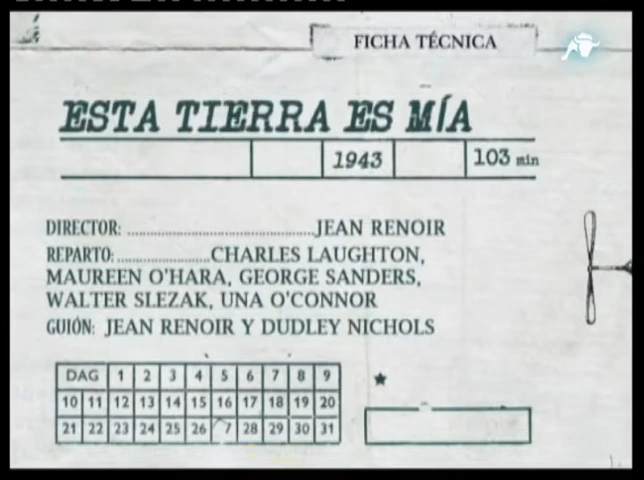 FICHA TÉCNICA
ESTA TIERRA ES MÍA
1943 103 min
DIRECTOR: ....................................JEAN RENOIR
REPARTO: .....................CHARLES LAUGHTON,
MAUREEN O'HARA, GEORGE SANDERS,
WALTER SLEZAK, UNA O'CONNOR
GUIÓN: JEAN RENOIR Y DUDLEY NICHOLS
DAG 1 2 3 4 5 6 7 8 9
10 11 12 13 14 15 16 17 18 19 20
21 22 23 24 25 26 7 28 29 30 31